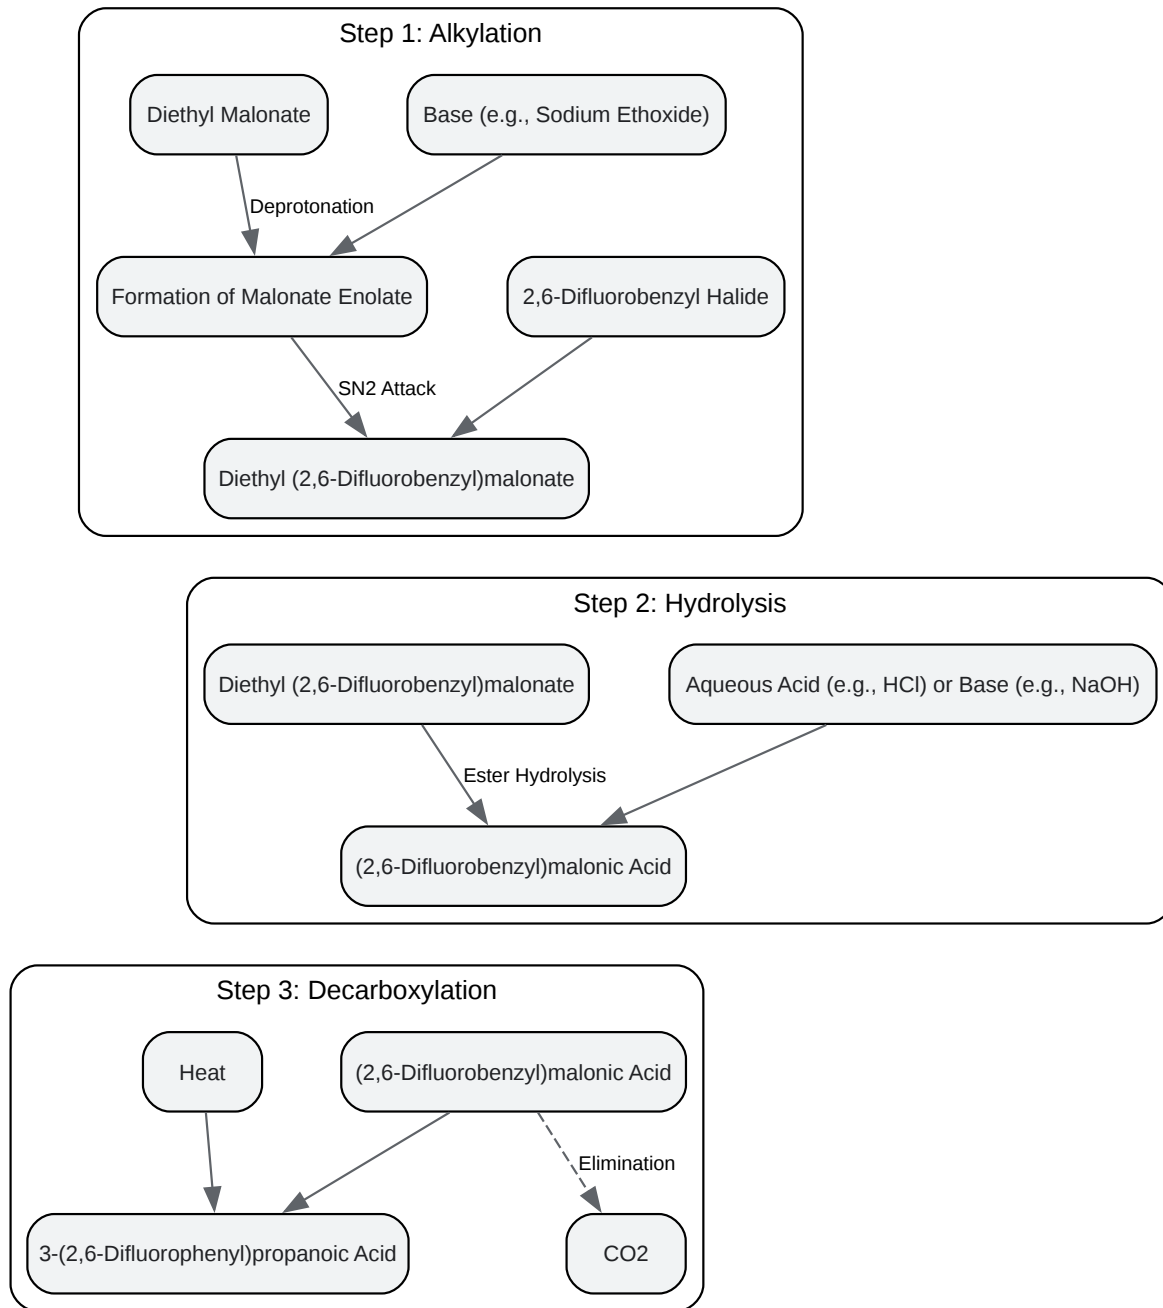 Step 1: Alkylation
Diethyl Malonate
Base (e.g., Sodium Ethoxide)
Deprotonation
Formation of Malonate Enolate
2,6-Difluorobenzyl Halide
SN2 Attack
Diethyl (2,6-Difluorobenzyl)malonate
Step 2: Hydrolysis
Diethyl (2,6-Difluorobenzyl)malonate
Aqueous Acid (e.g., HCl) or Base (e.g., NaOH)
Ester Hydrolysis
(2,6-Difluorobenzyl)malonic Acid
Step 3: Decarboxylation
Heat
(2,6-Difluorobenzyl)malonic Acid
Elimination
3-(2,6-Difluorophenyl)propanoic Acid
CO2